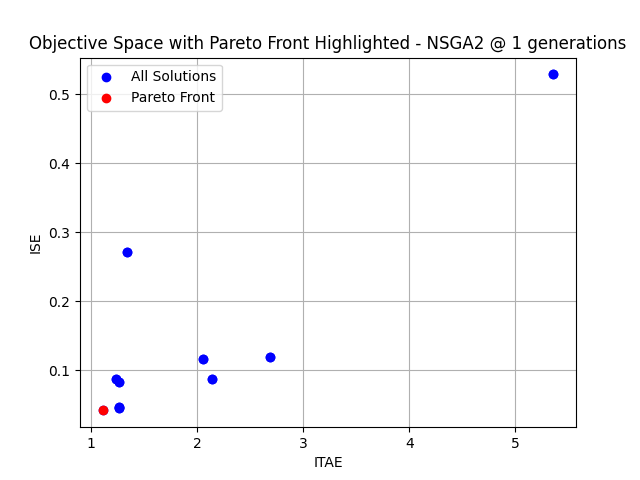 Objective Space with Pareto Front Highlighted - NSGA2 @ 1 generations
All Solutions
Pareto Front
0.5
0.4
0.3
0.2
0.1
ISE
1
2
3
4
5
ITAE